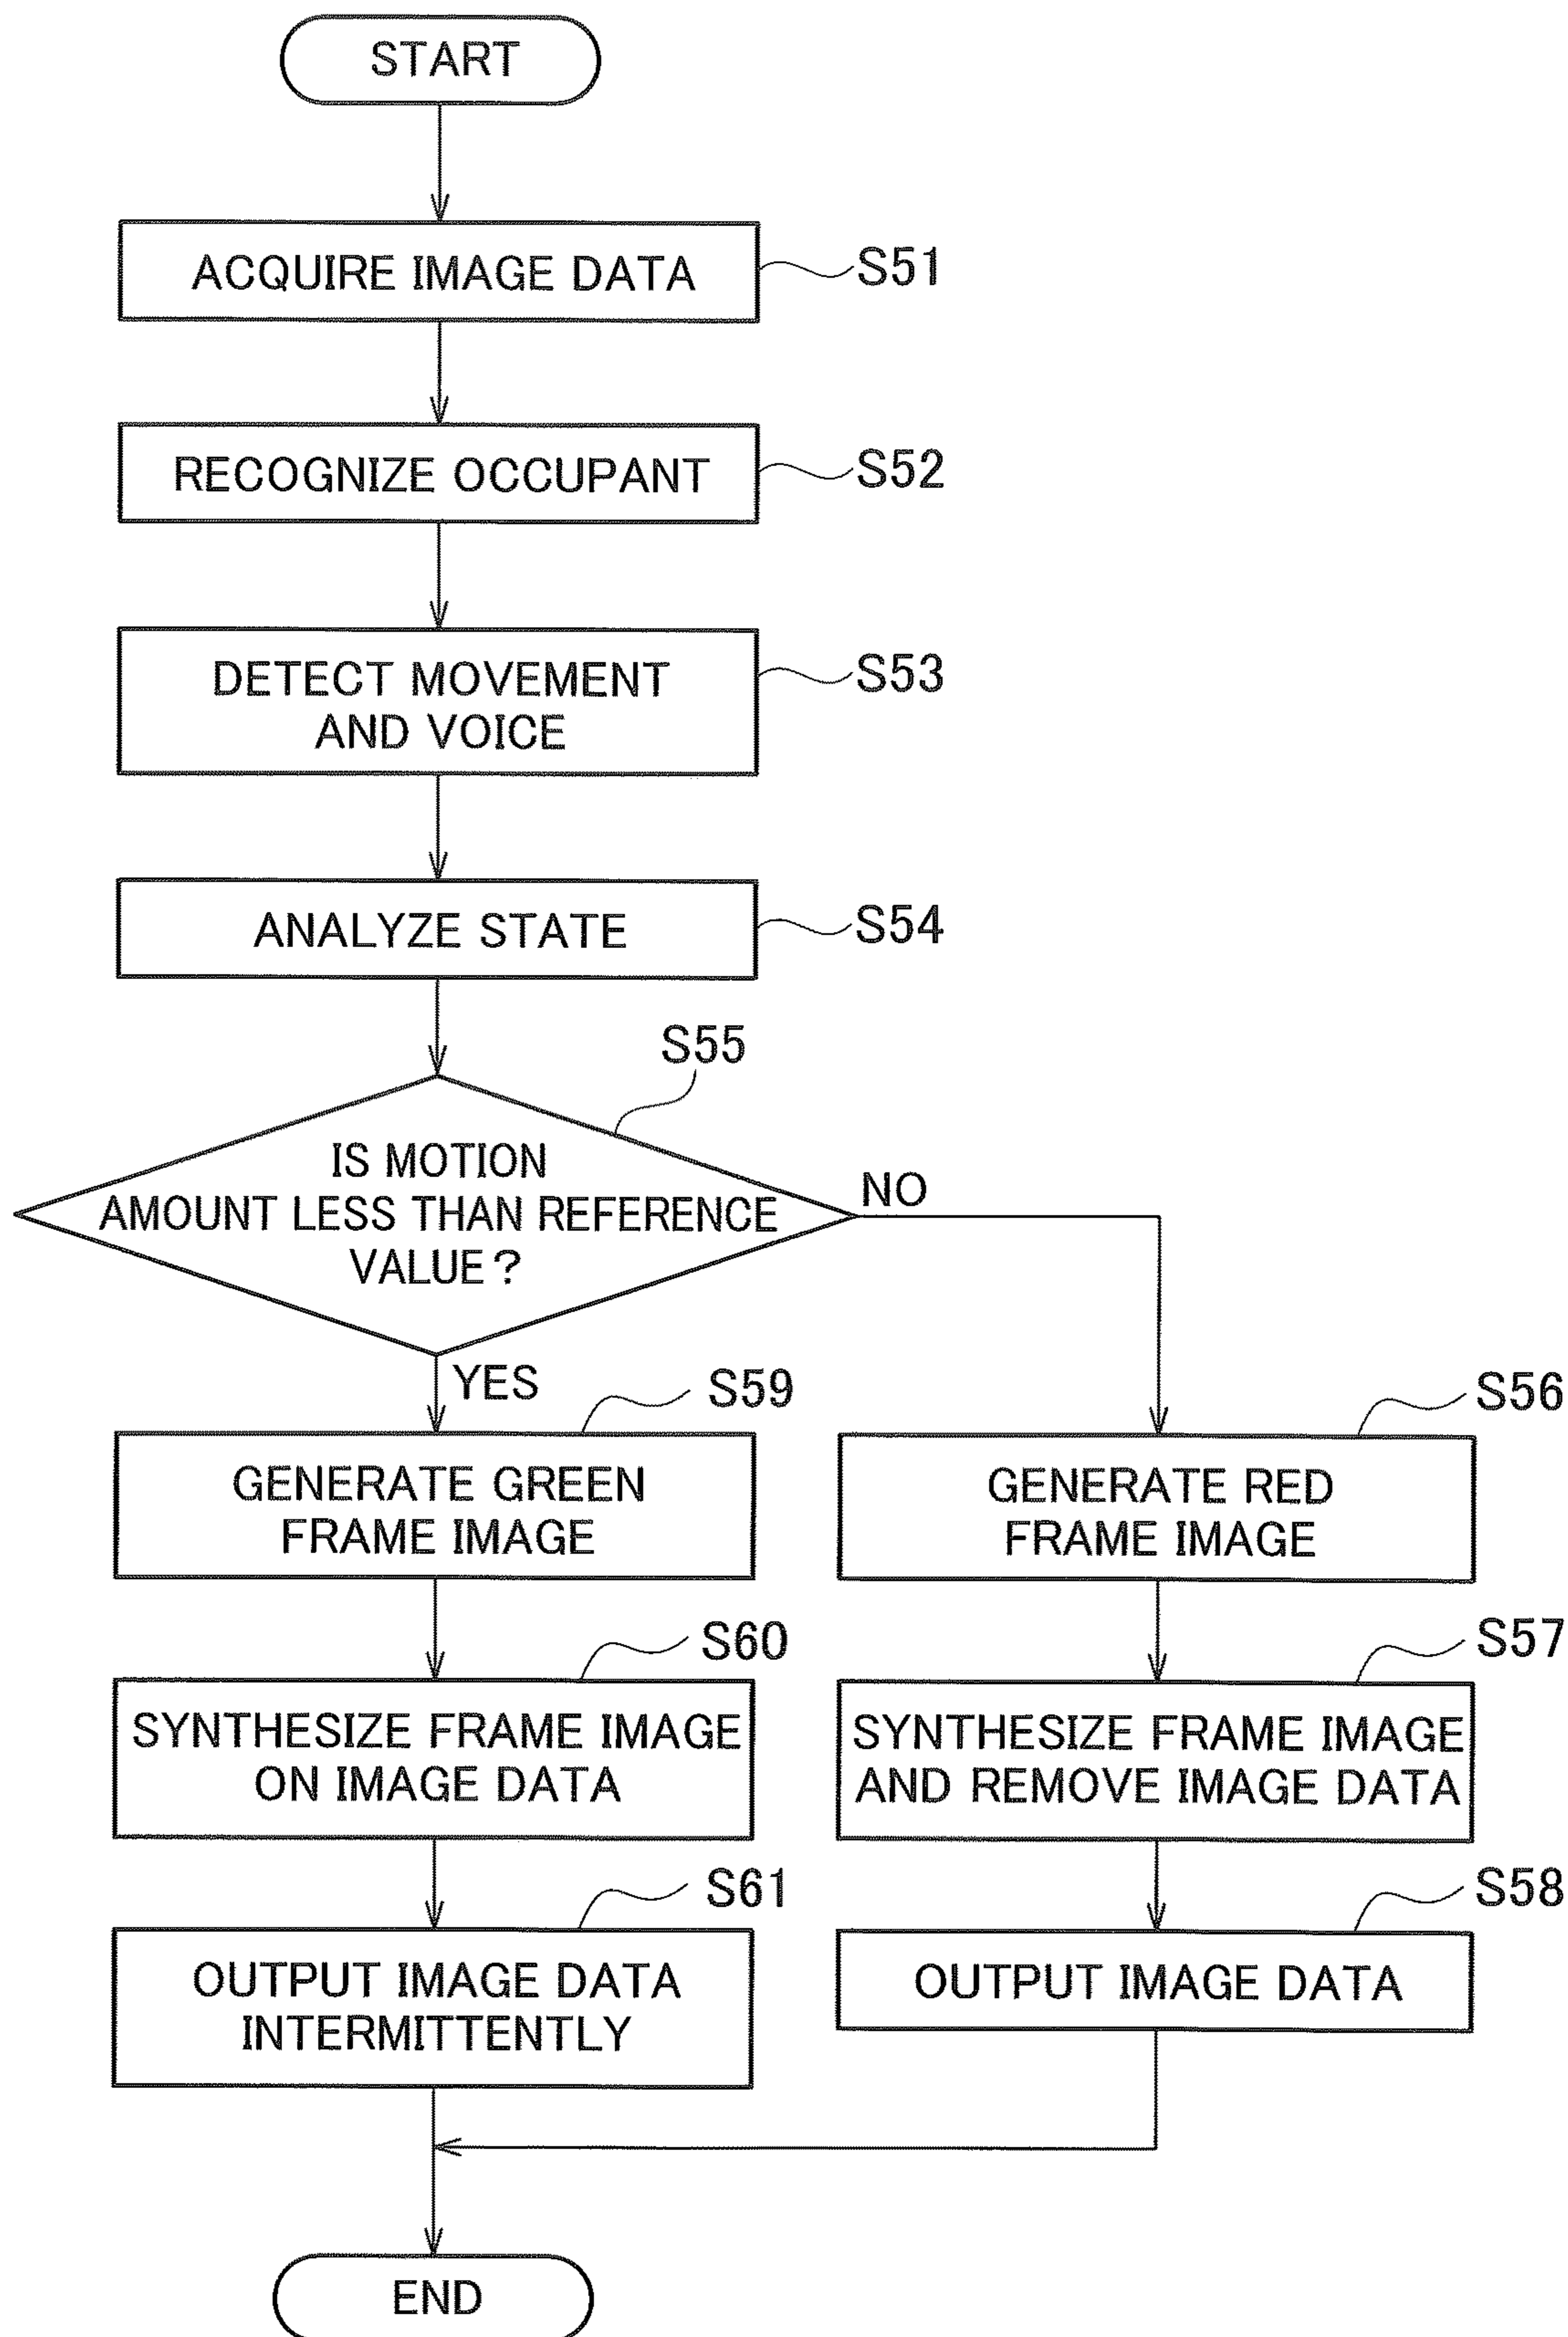 START
ACQUIRE IMAGE DATA
S51
RECOGNIZE OCCUPANT
S52
DETECT MOVEMENT
AND VOICE
S53
ANALYZE STATE
S54
S55
IS MOTION
AMOUNT LESS THAN REFERENCE
VALUE?
NO
YES
S59
GENERATE GREEN
FRAME IMAGE
S60
SYNTHESIZE FRAME IMAGE
ON IMAGE DATA
S61
OUTPUT IMAGE DATA
INTERMITTENTLY
S56
GENERATE RED
FRAME IMAGE
S57
SYNTHESIZE FRAME IMAGE
AND REMOVE IMAGE DATA
S58
OUTPUT IMAGE DATA
END